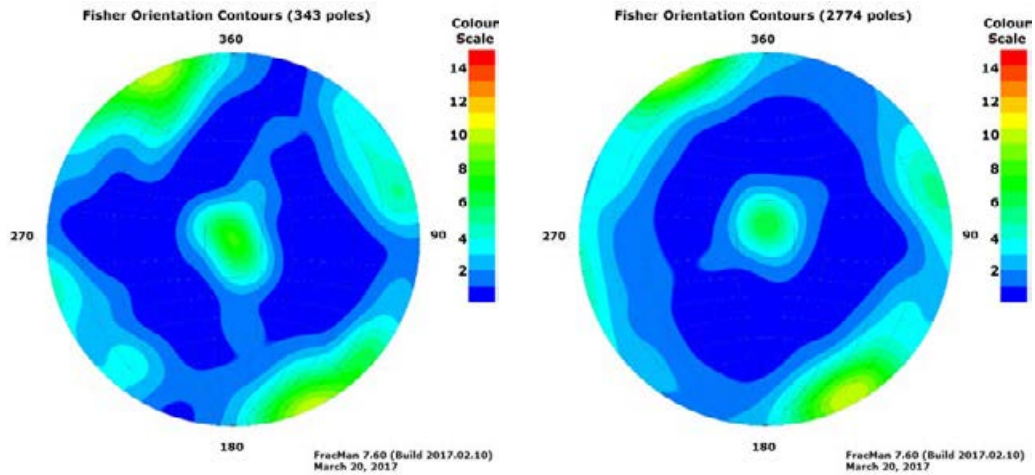 Fisher Orientation Contours (343 poles)
360
Colour
Scale
14
12
10
8
6
4
2
270
90
180
FracMan 7.60 (Build 2017.02.10)
March 20, 2017
Fisher Orientation Contours (2774 poles)
360
Colour
Scale
14
12
10
8
6
4
2
270
90
180
FracMan 7.60 (Build 2017.02.10)
March 20, 2017